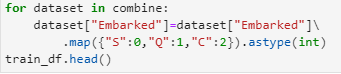 for dataset in combine:
    dataset["Embarked"]=dataset["Embarked"]\
        .map({"S":0,"Q":1,"C":2}).astype(int)
train_df.head()